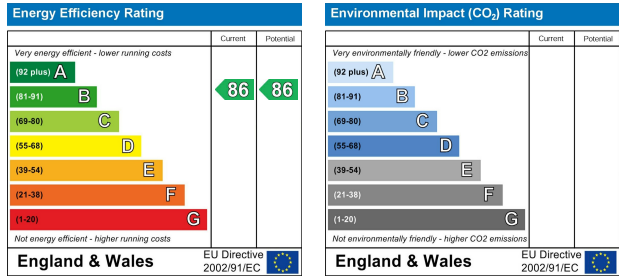 Energy Efficiency Rating
Current Potential
Very energy efficient - lower running costs
(92 plus) A
(81-91) B
86 86
(69-80) C
(55-68) D
(39-54) E
(21-38) F
(1-20) G
Not energy efficient - higher running costs
England & Wales
EU Directive
2002/91/EC
Environmental Impact (CO₂) Rating
Current Potential
Very environmentally friendly - lower CO2 emissions
(92 plus) A
(81-91) B
(69-80) C
(55-68) D
(39-54) E
(21-38) F
(1-20) G
Not environmentally friendly - higher CO2 emissions
England & Wales
EU Directive
2002/91/EC